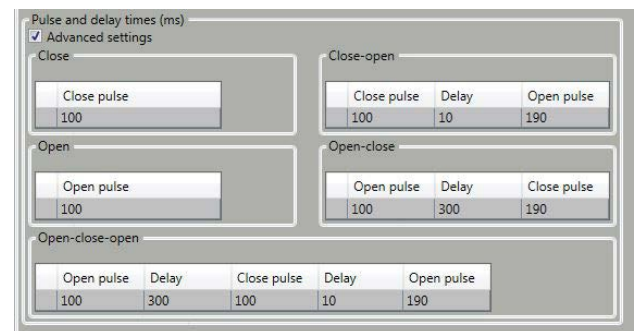 Pulse and delay times (ms)
Advanced settings
Close
Close pulse
100
Close-open
Close pulse Delay Open pulse
100 10 190
Open
Open pulse
100
Open-close
Open pulse Delay Close pulse
100 300 190
Open-close-open
Open pulse Delay Close pulse Delay Open pulse
100 300 100 10 190